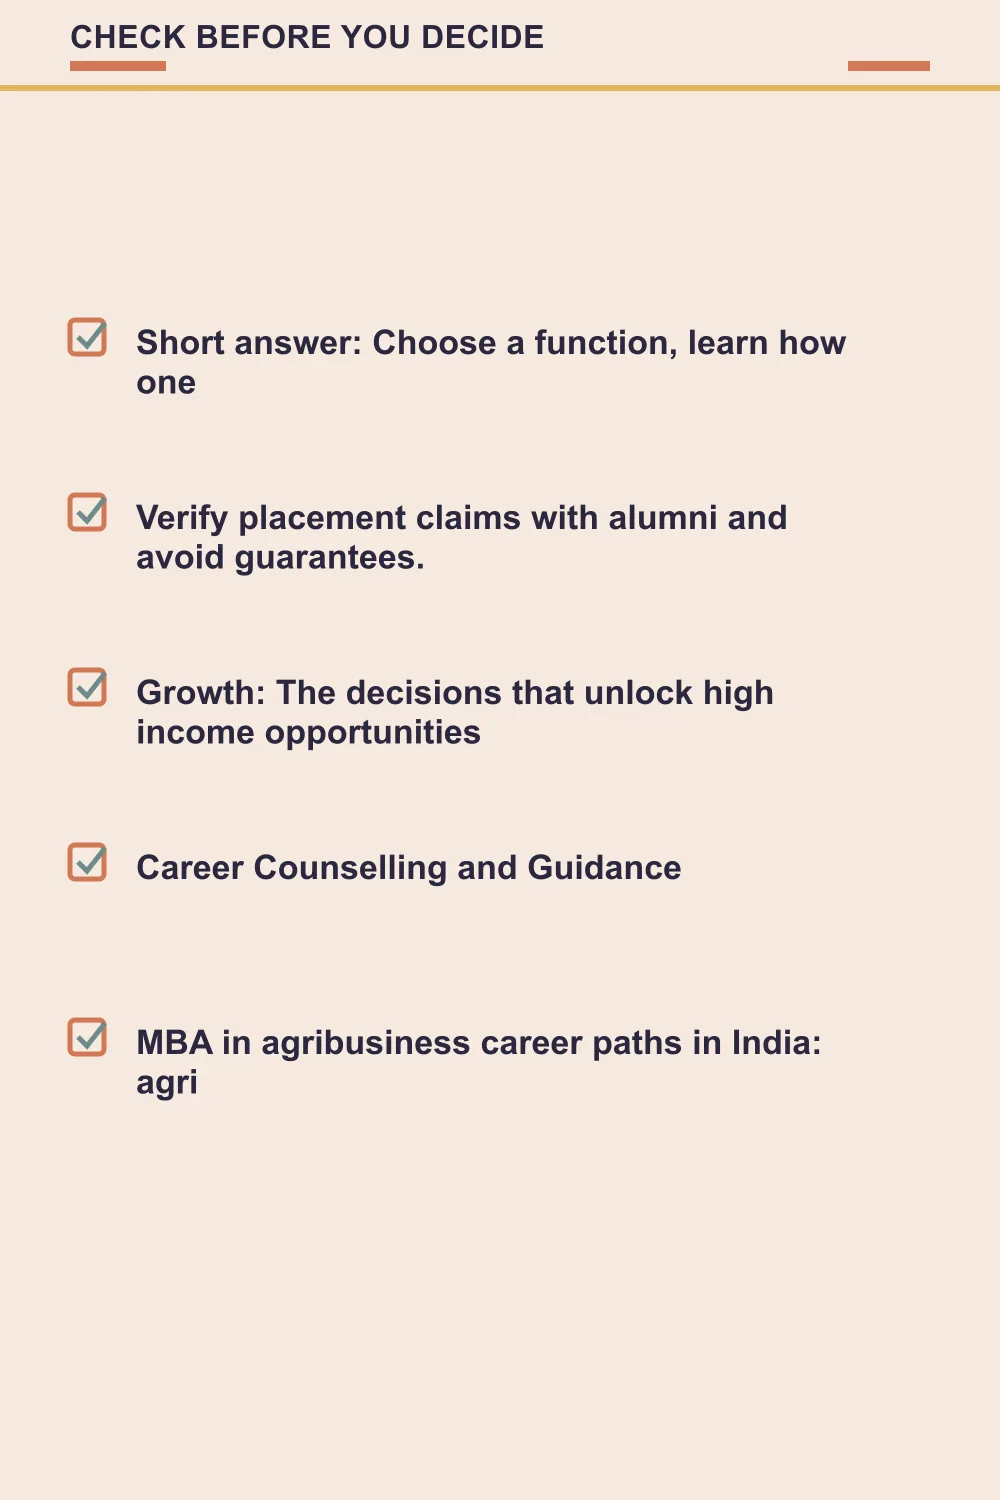 CHECK BEFORE YOU DECIDE
Short answer: Choose a function, learn how
one
Verify placement claims with alumni and
avoid guarantees.
Growth: The decisions that unlock high
income opportunities
Career Counselling and Guidance
MBA in agribusiness career paths in India:
agri